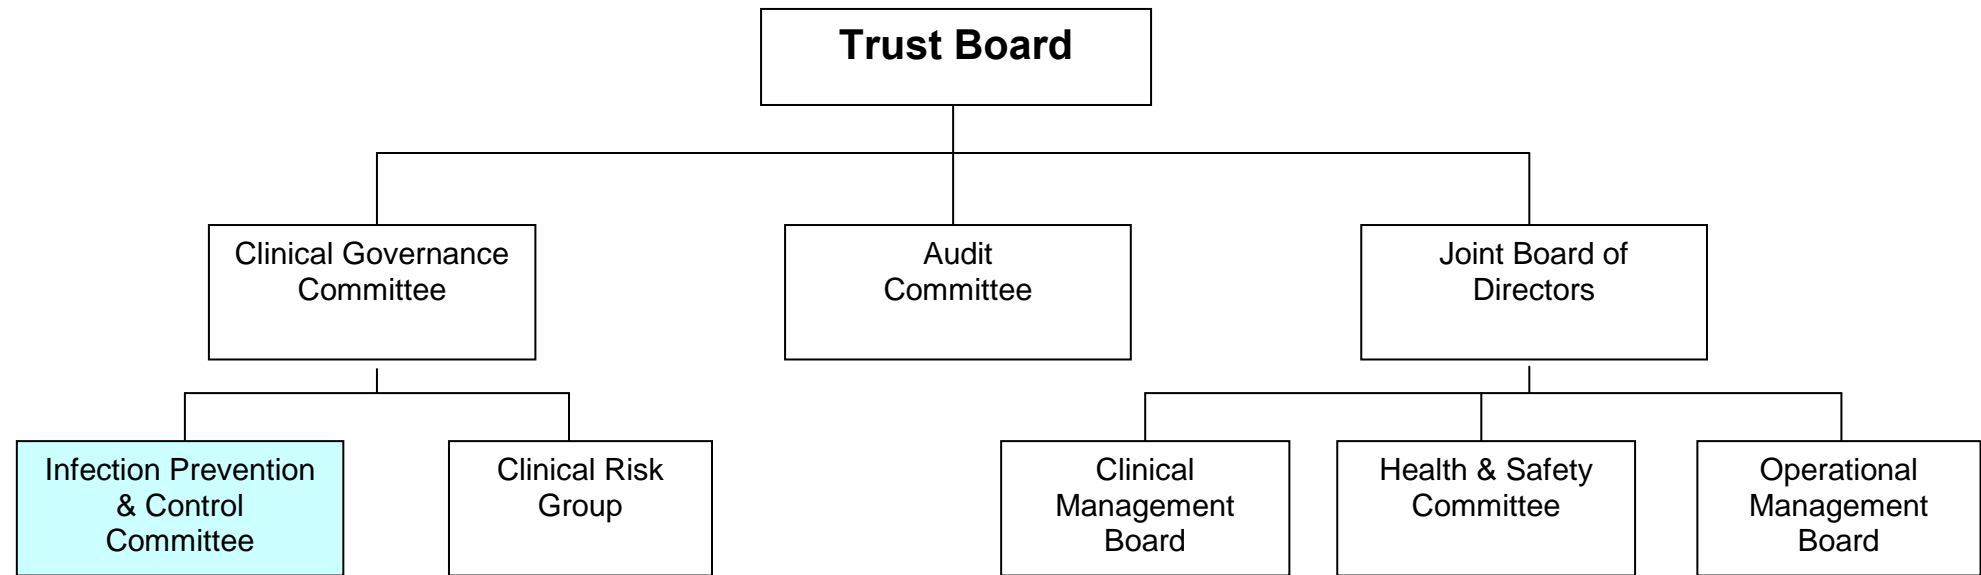 Trust Board
Clinical Governance
Committee
Audit
Committee
Joint Board of
Directors
Infection Prevention
& Control
Committee
Clinical Risk
Group
Clinical
Management
Board
Health & Safety
Committee
Operational
Management
Board